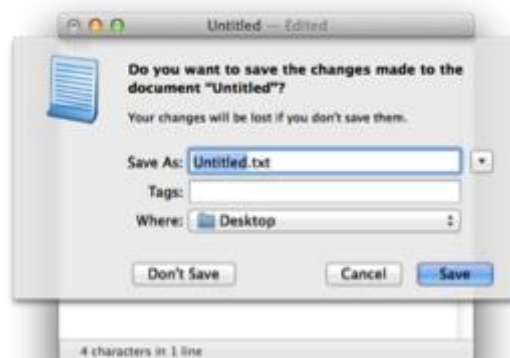 Untitled — Edited
Do you want to save the changes made to the
document "Untitled"?
Your changes will be lost if you don't save them.
Save As: Untitled.txt
Tags:
Where: Desktop
Don't Save Cancel Save
4 characters in 1 line